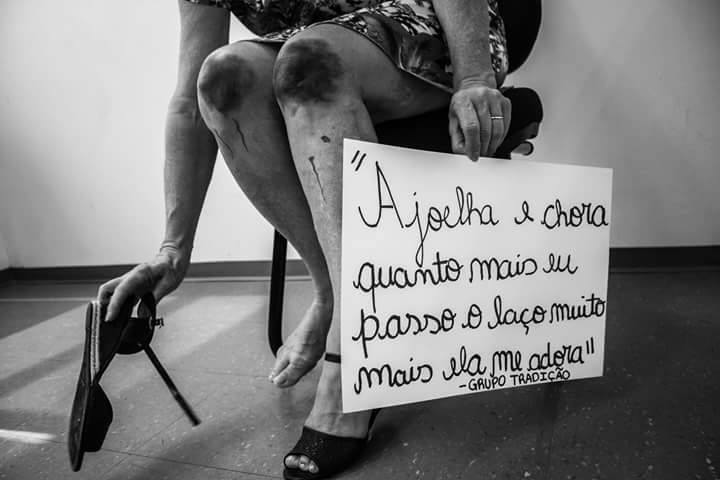 "Ajoelha e chora
quanto mais eu
passo o laço muito
mais ela me adora"
-GRUPO TRADIÇÃO